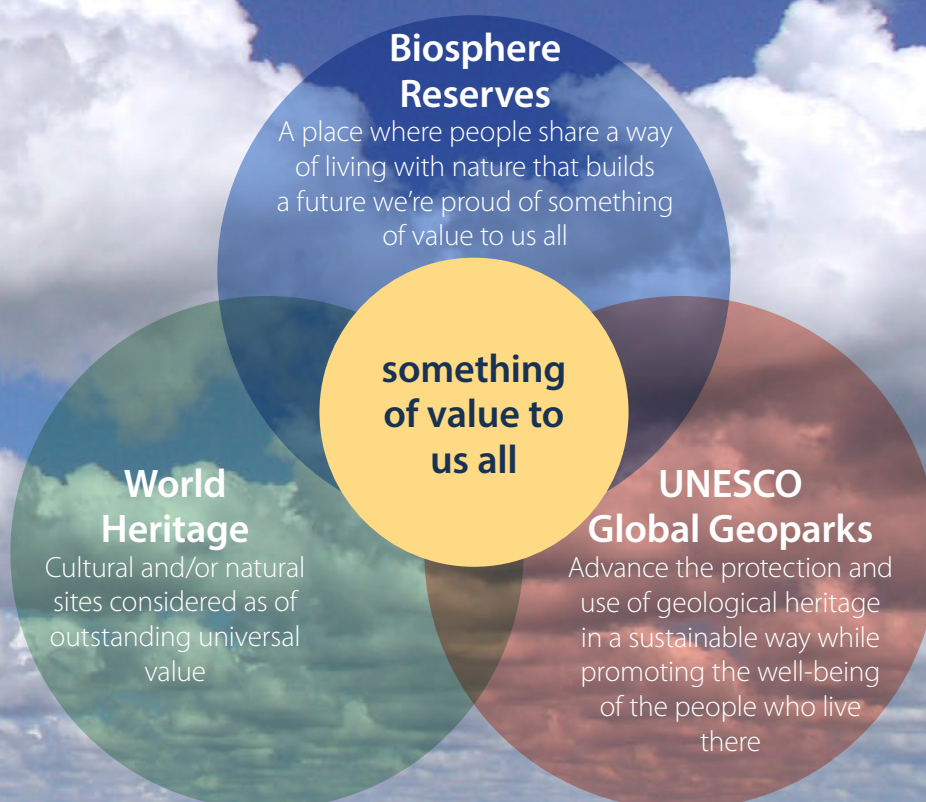 Biosphere
Reserves
A place where people share a way
of living with nature that builds
a future we're proud of something
of value to us all
something
of value to
us all
World
Heritage
Cultural and/or natural
sites considered as of
outstanding universal
value
UNESCO
Global Geoparks
Advance the protection and
use of geological heritage
in a sustainable way while
promoting the well-being
of the people who live
there